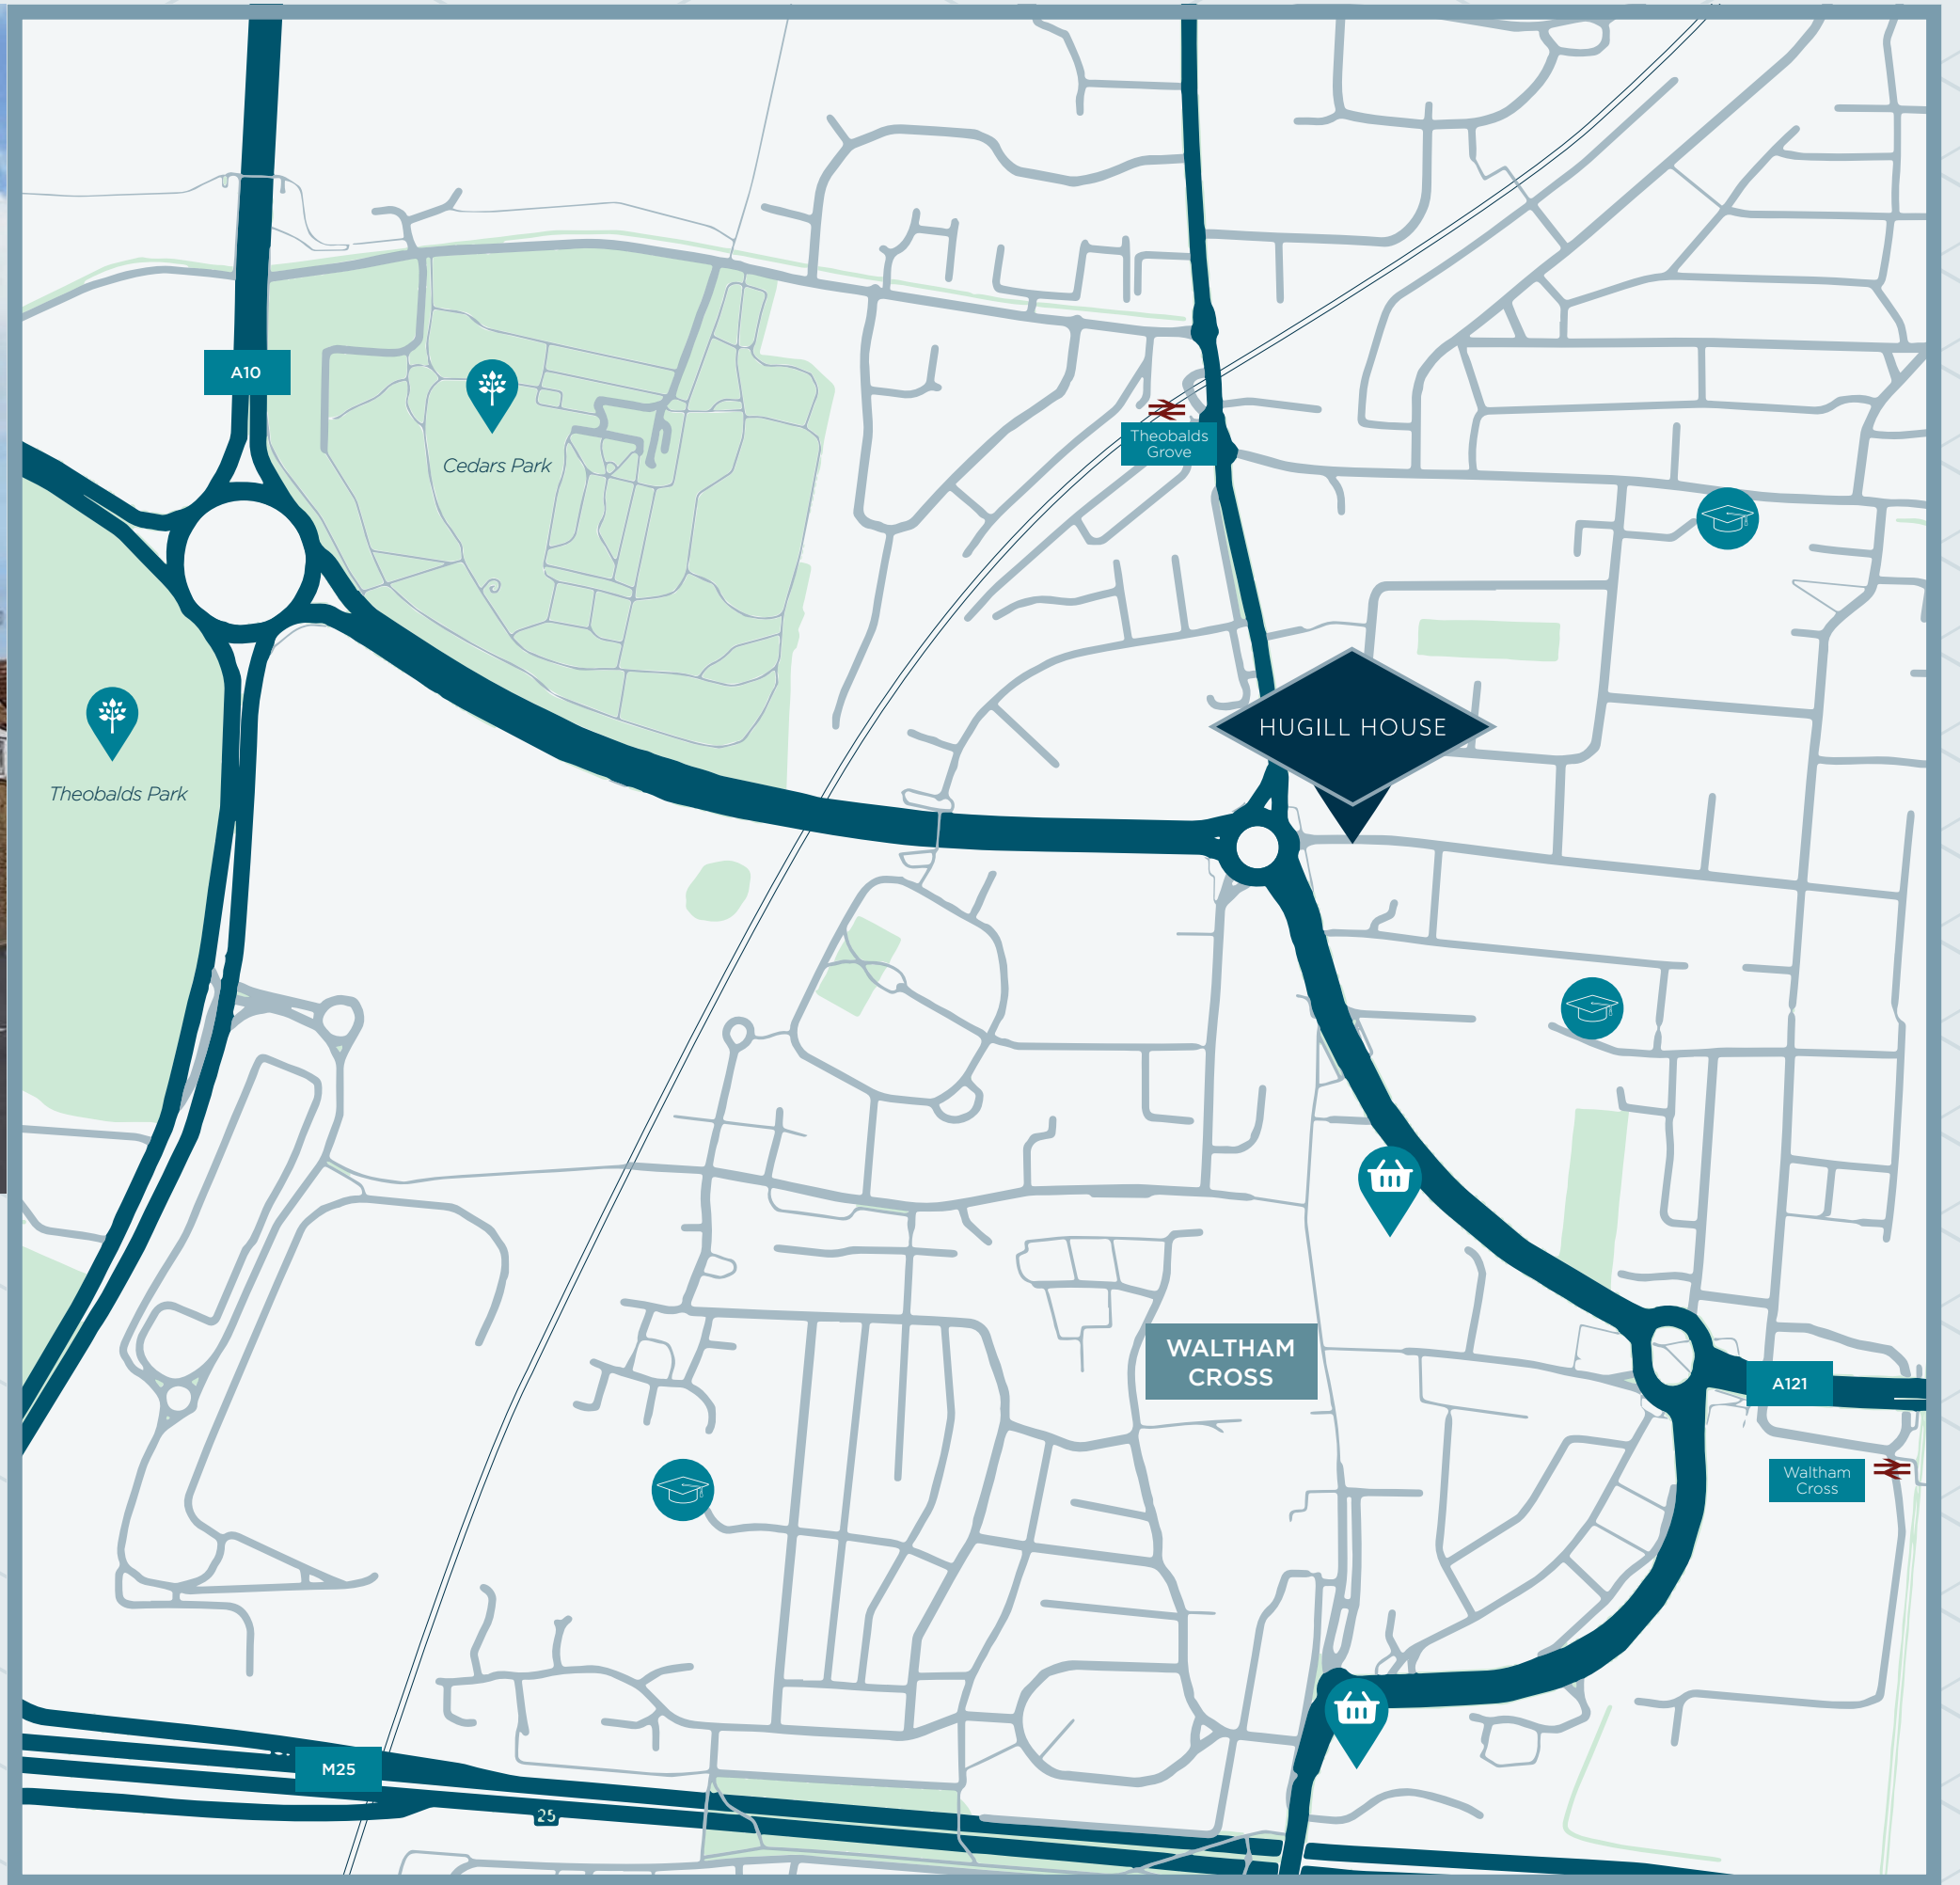 A10
Theobalds
Grove
Cedars Park
HUGILL HOUSE
Theobalds Park
WALTHAM
CROSS
A121
Waltham
Cross
M25
25